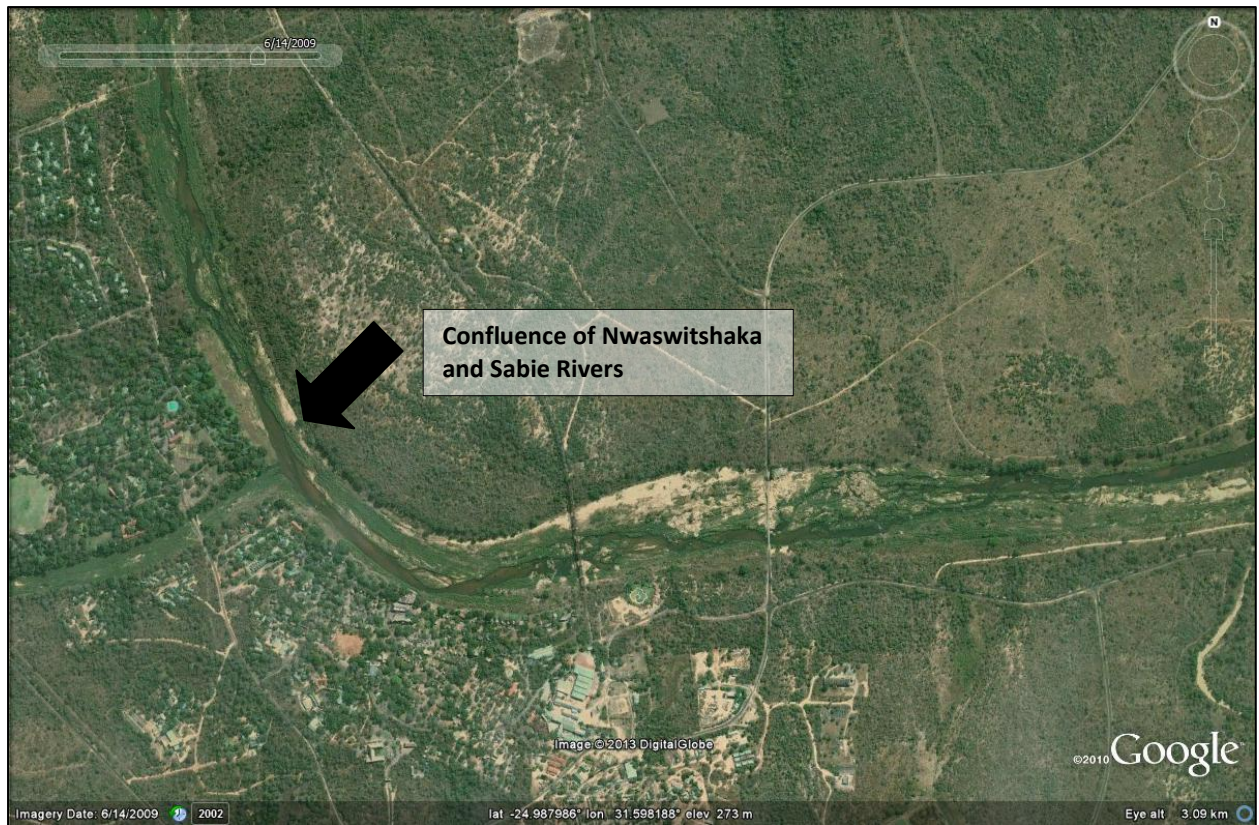 6/14/2009
N
Confluence of Nwaswitshaka
and Sabie Rivers
Image © 2013 DigitalGlobe
©2010 Google
Imagery Date: 6/14/2009 2002 lat -24.987986° lon 31.598188° elev 273 m Eye alt 3.09 km